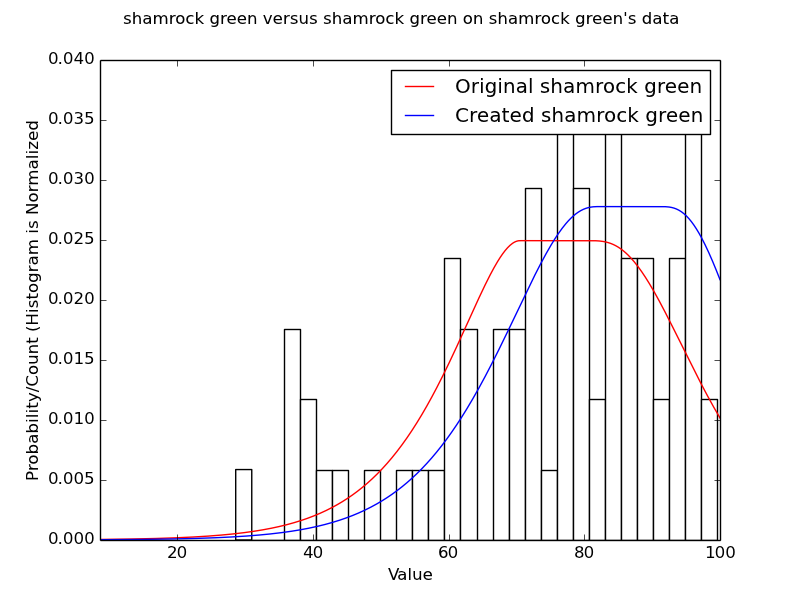 shamrock green versus shamrock green on shamrock green's data
0.040
0.035
0.030
0.025
0.020
0.015
0.010
0.005
0.000
Probability/Count (Histogram is Normalized
Original shamrock green
Created shamrock green
20 40 60 80 100
Value